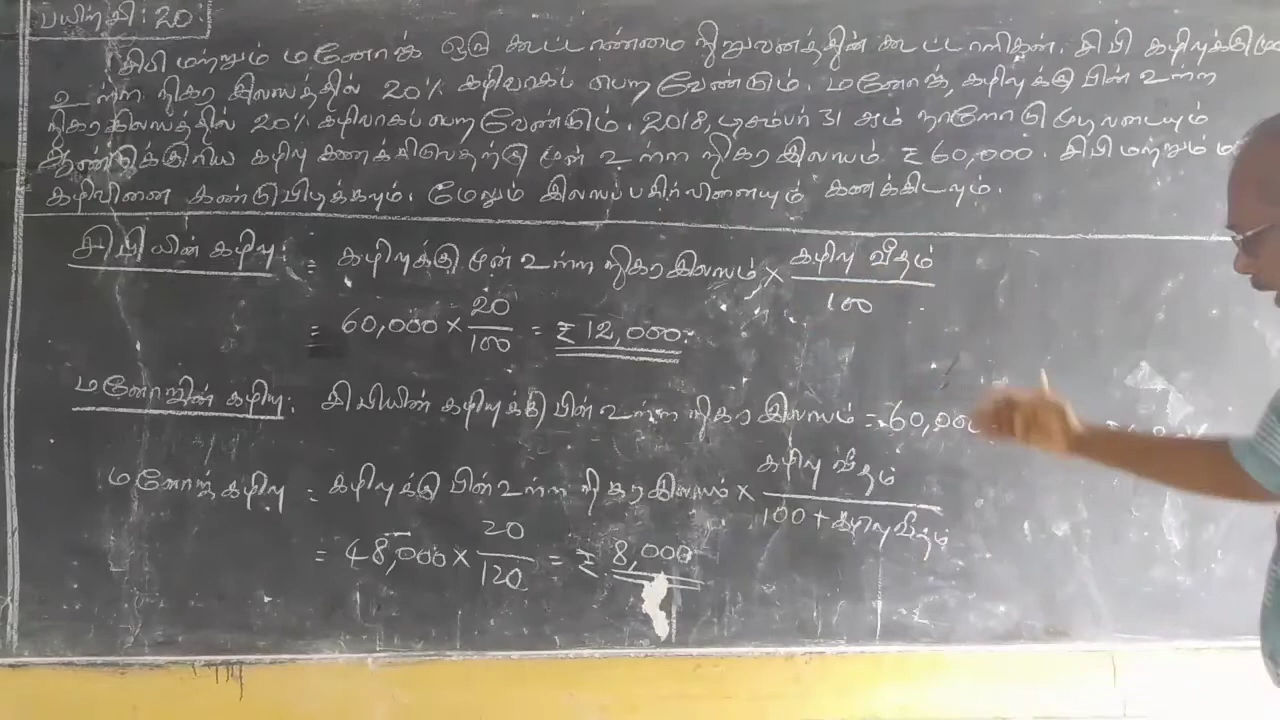 பயிற்சி: 20:
சிபி மற்றும் மனோஜ் ஒரு கூட்டாண்மை நிறுவனத்தின் கூட்டாளிகள். சிபி கழிவுக்கு மு
உள்ள நிகர இலாபத்தில் 20% கழிவாகப் பெற வேண்டும். மனோஜ், கழிவுக்கு பின் உள்ள
நிகர இலாபத்தில் 20% கழிவாகப் பெற வேண்டும். 2018, டிசம்பர் 31 ஆம் நாளோடு முடிவடையும்
ஆண்டுக்குரிய கழிவு கணக்கிடுவதற்கு முன் உள்ள நிகர இலாபம் ₹ 60,000. சிபி மற்றும் ம
கழிவினை கண்டுபிடிக்கவும். மேலும் இலாபப்பகிர்வினையும் கணக்கிடவும்.
சிபியின் கழிவு: = கழிவுக்கு முன் உள்ள நிகர இலாபம் × கழிவு வீதம் / 100
= 60,000 × 20/100 = ₹ 12,000.
மனோஜின் கழிவு: சிபியின் கழிவுக்கு பின் உள்ள நிகர இலாபம் = 60,000
மனோஜ் கழிவு = கழிவுக்கு பின் உள்ள நிகர இலாபம் × கழிவு வீதம் / 100 + கழிவு வீதம்
= 48,000 × 20/120 = ₹ 8,000